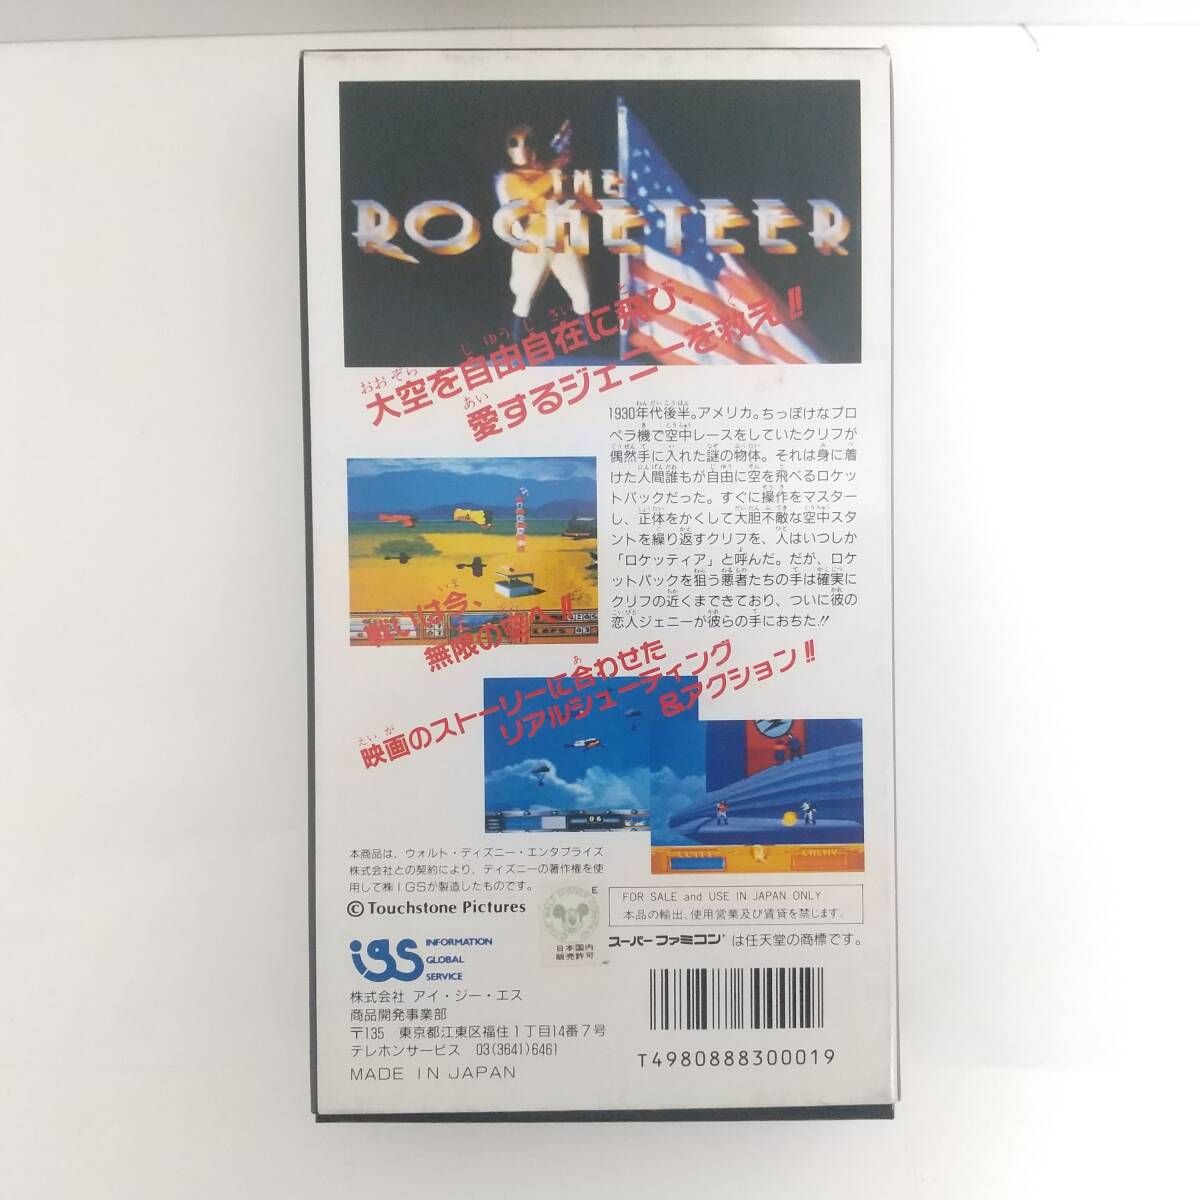 THE
ROCKETEER
大空を自由自在に飛び、
愛するジェニーを救え!!
1930年代後半。アメリカ。ちっぽけなプロ
ペラ機で空中レースをしていたクリフが
偶然手に入れた謎の物体。それは身に着
けた人間誰もが自由に空を飛べるロケッ
トパックだった。すぐに操作をマスター
し、正体をかくして大胆不敵な空中スタ
ントを繰り返すクリフを、人はいつしか
「ロケッティア」と呼んだ。だが、ロケ
ットパックを狙う悪者たちの手は確実に
クリフの近くまできており、ついに彼の
恋人ジェニーが彼らの手におちた!!
戦いは今、
無限の空へ!!
映画のストーリーに合わせた
リアルシューティング
&アクション!!
06
CLIFF
ENEMY
本商品は、ウォルト・ディズニー・エンタプライズ
株式会社との契約により、ディズニーの著作権を使
用して㈱IGSが製造したものです。
© Touchstone Pictures
E
日本国内
販売許可
FOR SALE and USE IN JAPAN ONLY
本品の輸出、使用営業及び賃貸を禁じます。
スーパーファミコン®は任天堂の商標です。
igs
INFORMATION
GLOBAL
SERVICE
株式会社 アイ・ジー・エス
商品開発事業部
〒135 東京都江東区福住1丁目14番7号
テレホンサービス 03(3641)6461
MADE IN JAPAN
T4980888300019